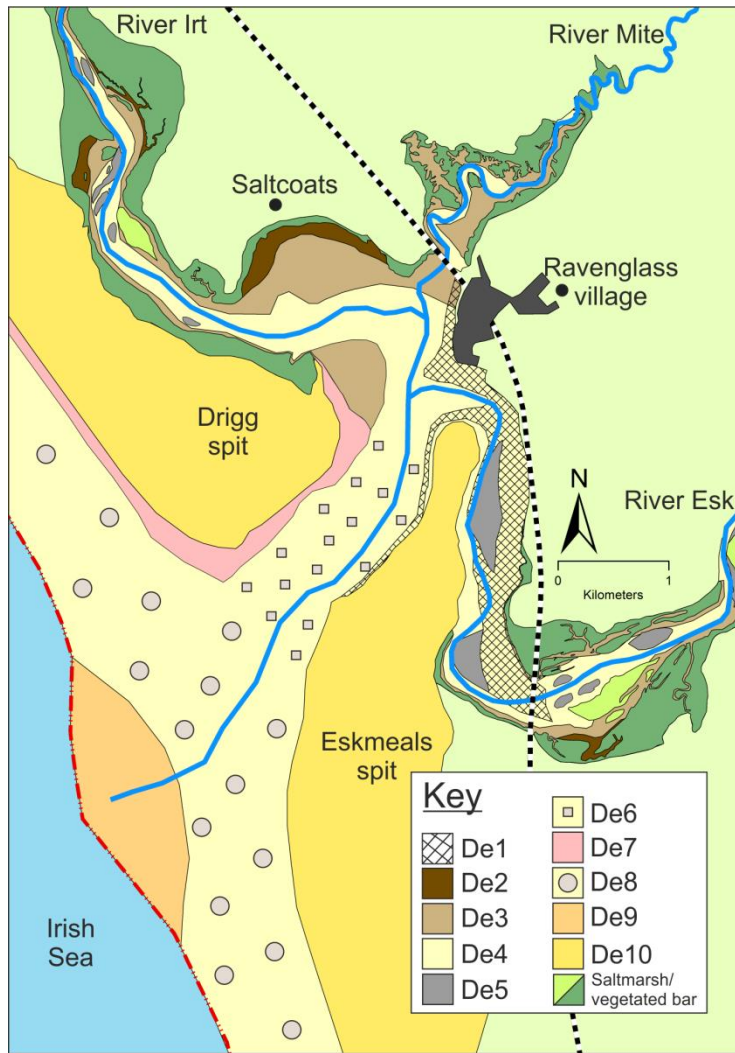 River Irt
River Mite
Saltcoats
Ravenglass
village
Drigg
spit
N
River Esk
0
1
Kilometers
Eskmeals
spit
Irish
Sea
Key
De1
De2
De3
De4
De5
De6
De7
De8
De9
De10
Saltmarsh/
vegetated bar